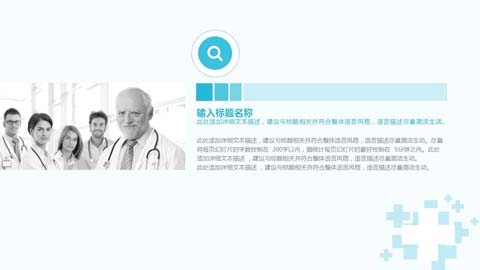 输入标题名称
此处添加详细文本描述，建议与标题相关并符合整体语言风格，语言描述尽量简洁生动。
此处添加详细文本描述，建议与标题相关并符合整体语言风格，语言描述尽量简洁生动。尽量
将每页幻灯片的字数控制在 200字以内，据统计每页幻灯片的最好控制在 5分钟之内。此处
添加详细文本描述，建议与标题相关并符合整体语言风格，语言描述尽量简洁生动。
此处添加详细文本描述，建议与标题相关并符合整体语言风格，语言描述尽量简洁生动。